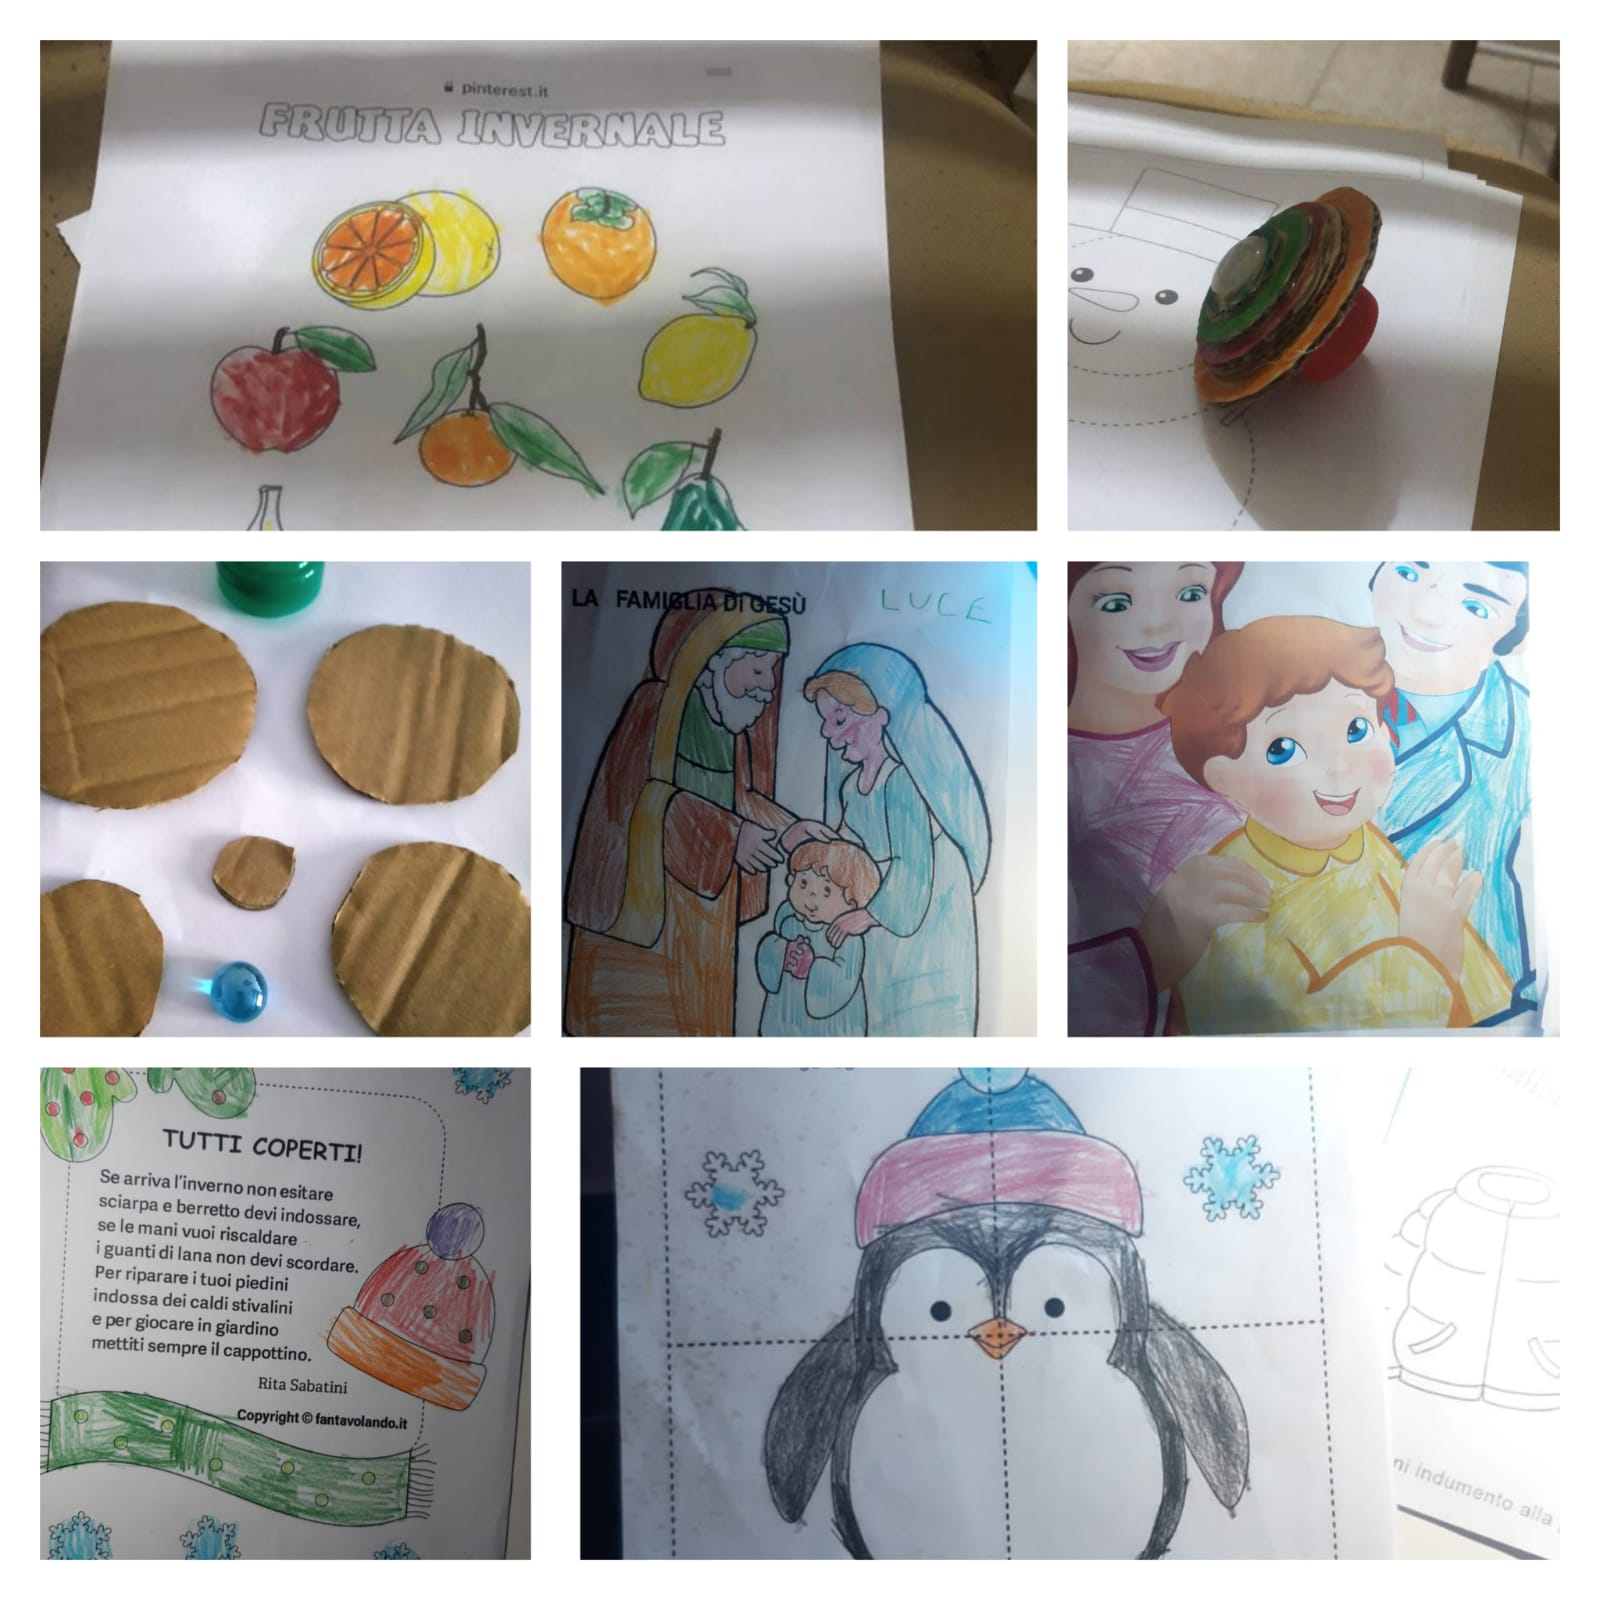 pinterest.it
FRUTTA INVERNALE
LA FAMIGLIA DI GESÙ
LUCE
TUTTI COPERTI!
Se arriva l'inverno non esitare
sciarpa e berretto devi indossare,
se le mani vuoi riscaldare
i guanti di lana non devi scordare.
Per riparare i tuoi piedini
indossa dei caldi stivalini
e per giocare in giardino
mettiti sempre il cappottino.
Rita Sabatini
Copyright © fantavolando.it
indumento alla